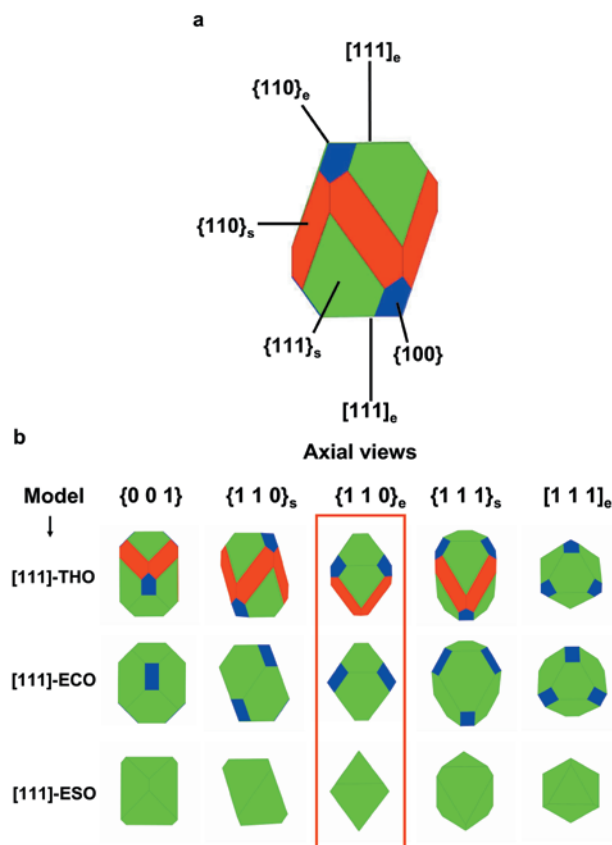 a
[111]e
{110}e
{110}s
{111}s
{100}
[111]e
b
Axial views
Model {0 0 1} {1 1 0}s {1 1 0}e {1 1 1}s [1 1 1]e
[111]-THO
[111]-ECO
[111]-ESO